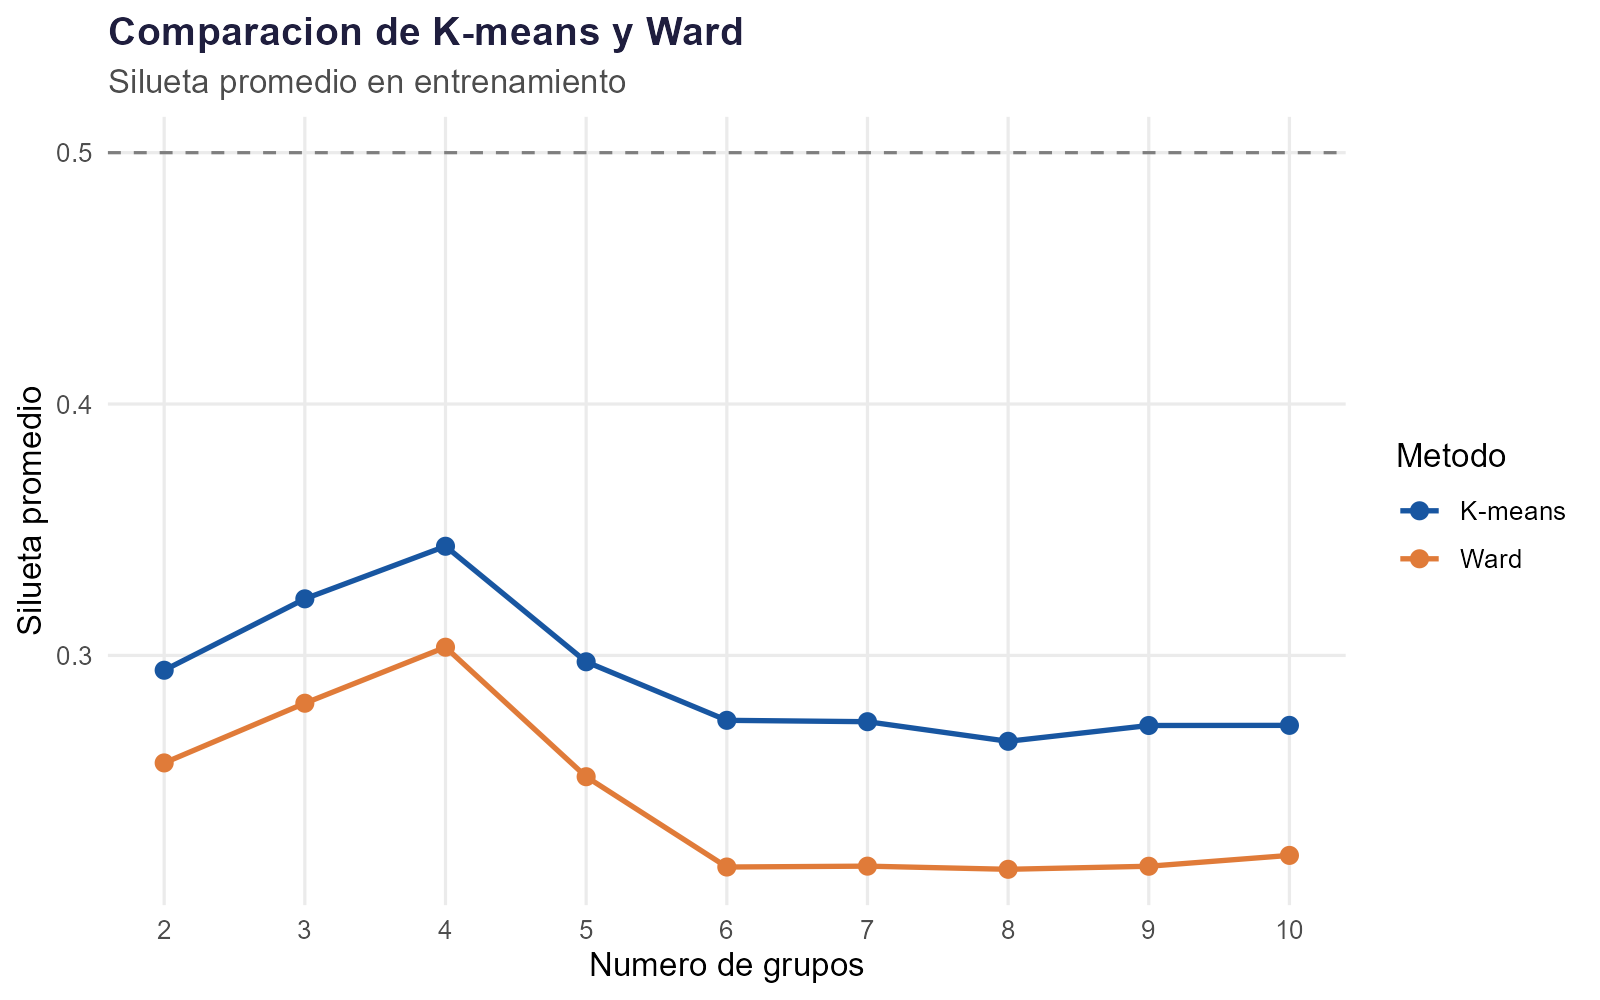 Comparacion de K-means y Ward
Silueta promedio en entrenamiento
0.5
0.4
0.3
Silueta promedio
2 3 4 5 6 7 8 9 10
Numero de grupos
Metodo
K-means
Ward